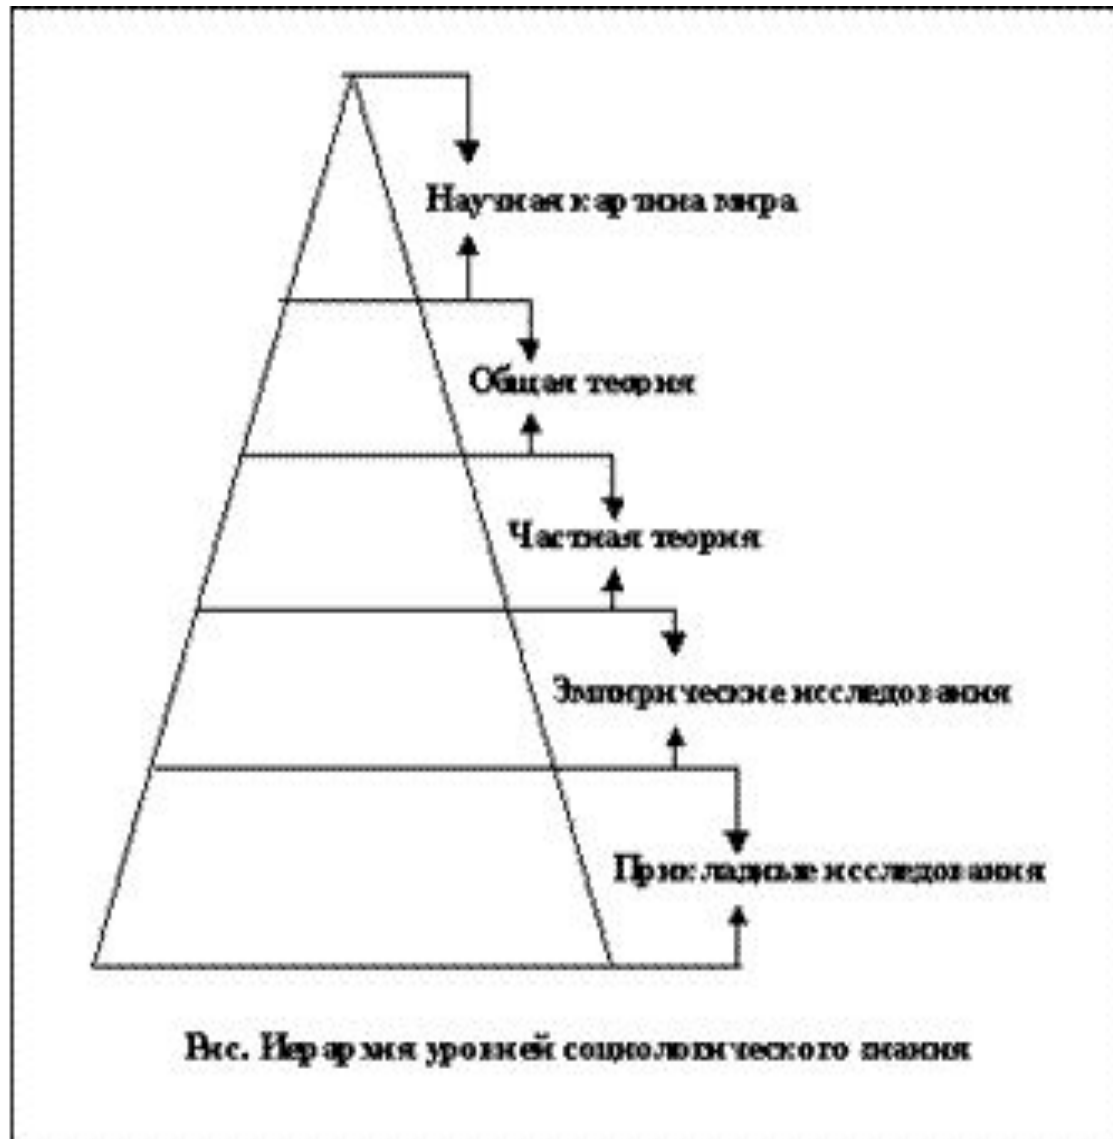 Научная картина мира
Общая теория
Частная теория
Эмпирические исследования
Прикладные исследования
Рис. Иерархия уровней социологического знания